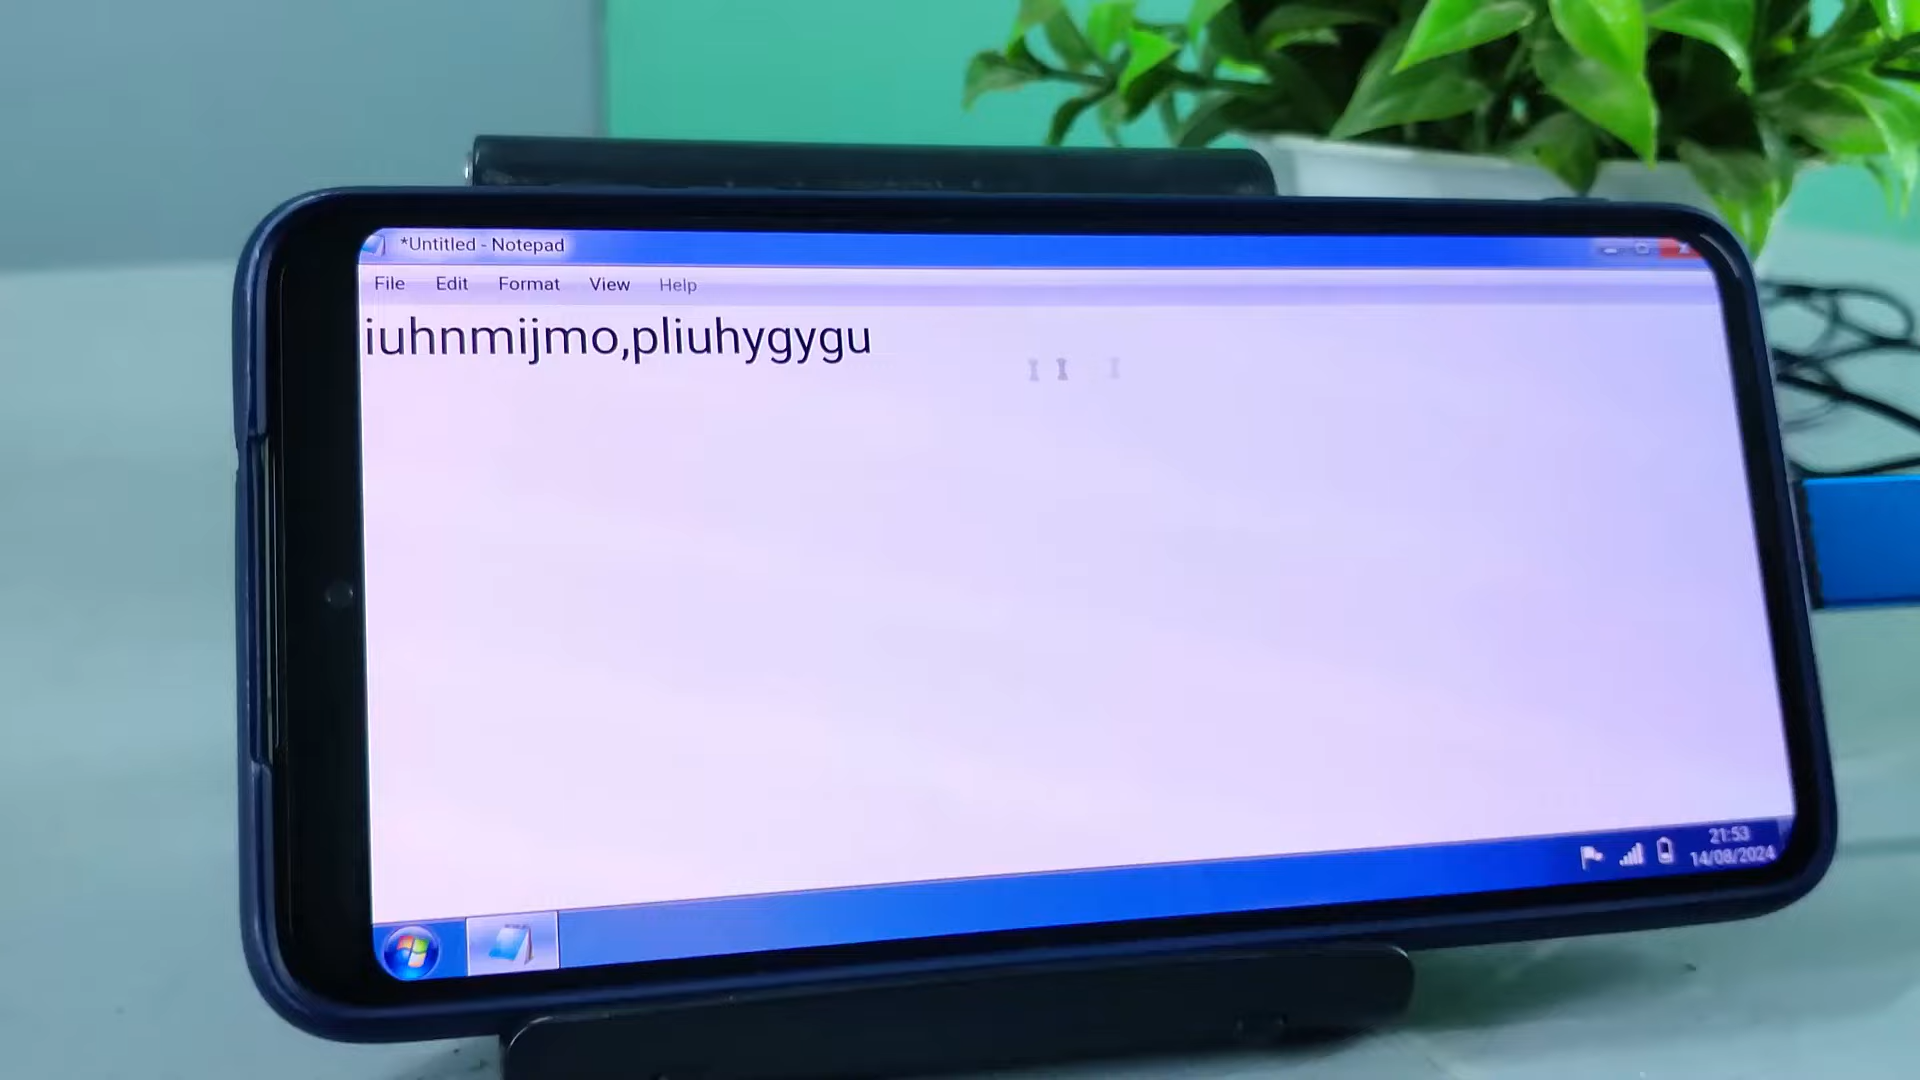 *Untitled - Notepad
File Edit Format View Help
iuhnmijmo,pliuhygygu
21:53
14/08/2024